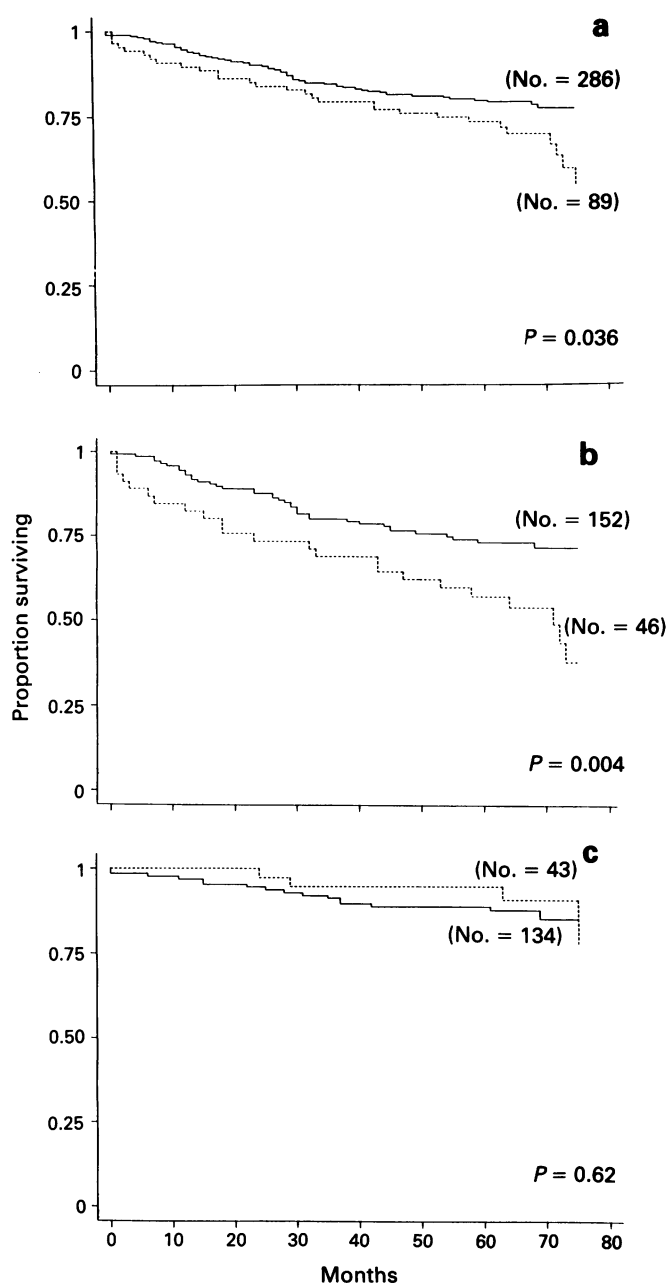 a
1
(No. = 286)
0.75
0.50
(No. = 89)
0.25
P = 0.036
0
b
1
(No. = 152)
0.75
0.50
(No. = 46)
0.25
P = 0.004
0
Proportion surviving
c
1
(No. = 43)
(No. = 134)
0.75
0.50
0.25
P = 0.62
0
0 10 20 30 40 50 60 70 80
Months